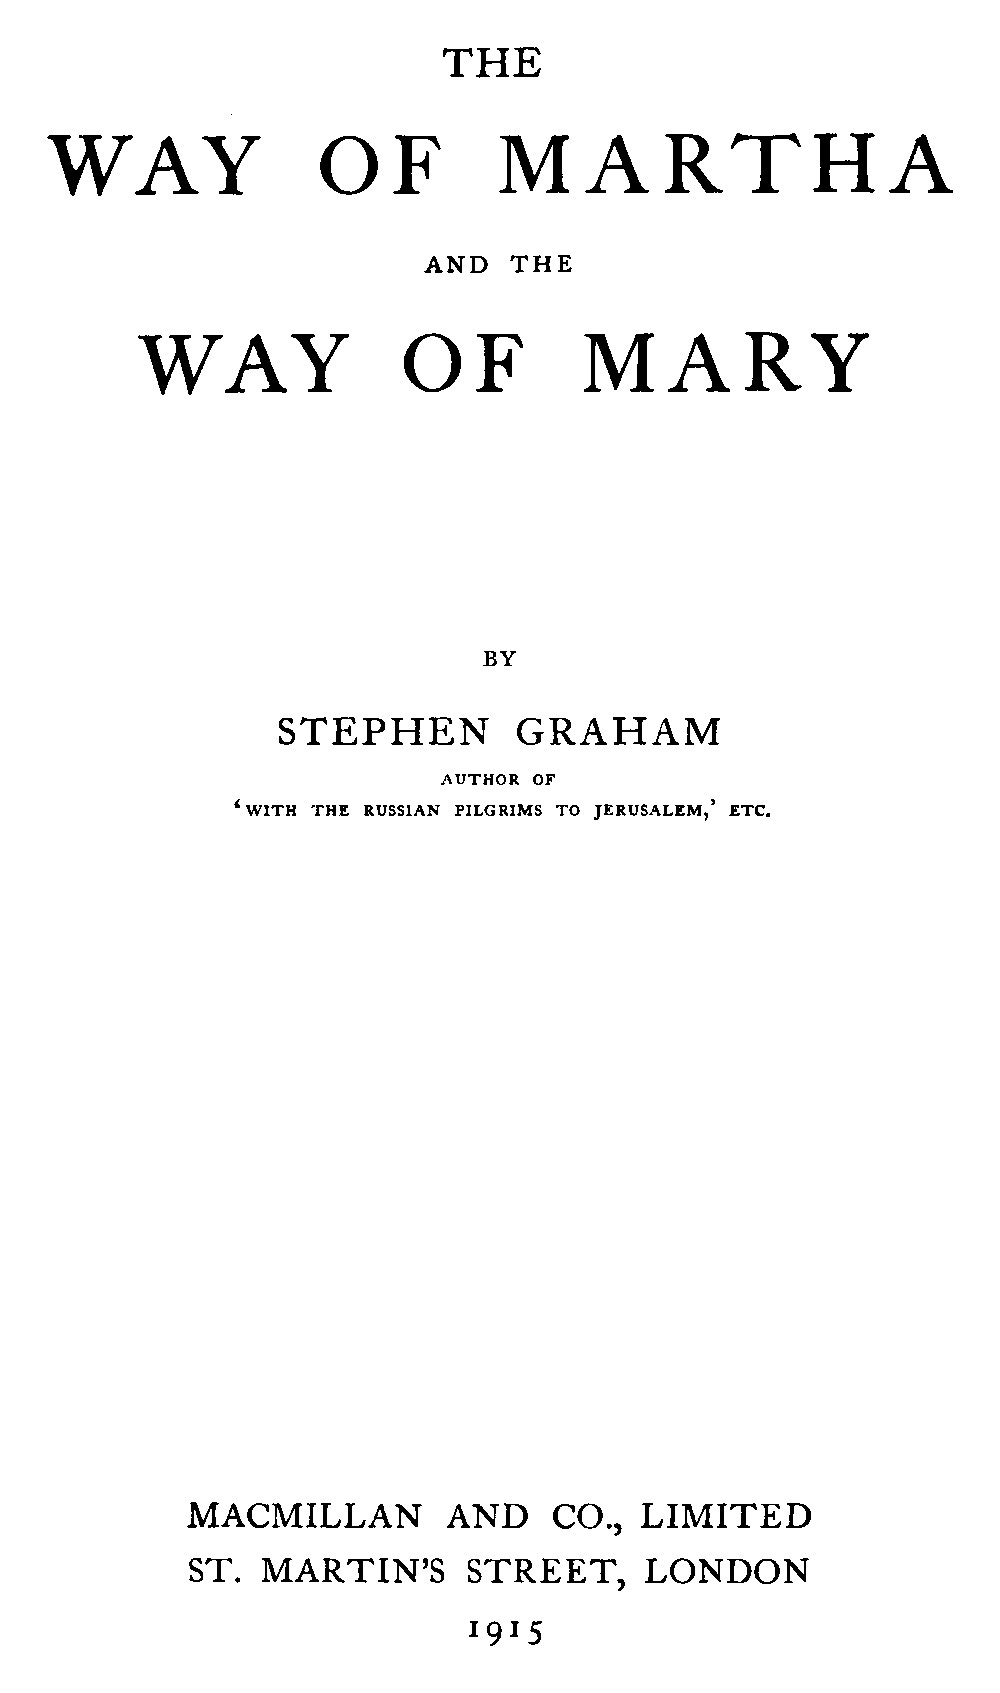 THE
WAY OF MARTHA
AND THE
WAY OF MARY
BY
STEPHEN GRAHAM
AUTHOR OF
‘WITH THE RUSSIAN PILGRIMS TO JERUSALEM,’ ETC.
MACMILLAN AND CO., LIMITED
ST. MARTIN'S STREET, LONDON
1915